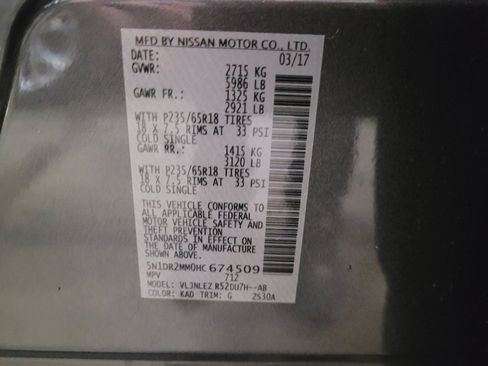 MFD BY NISSAN MOTOR CO., LTD.
DATE: 03/17
GVWR: 2715 KG
5986 LB
GAWR FR.: 1325 KG
2921 LB
WITH P235/65R18 TIRES
18 X 7.5 RIMS AT 33 PSI
COLD SINGLE
GAWR RR.: 1415 KG
3120 LB
WITH P235/65R18 TIRES
18 X 7.5 RIMS AT 33 PSI
COLD SINGLE
THIS VEHICLE CONFORMS TO
ALL APPLICABLE FEDERAL
MOTOR VEHICLE SAFETY AND
THEFT PREVENTION
STANDARDS IN EFFECT ON
THE DATE OF MANUFACTURE
SHOWN ABOVE.
5N1DR2MM0HC 674509
MPV 712
MODEL: VLJNLEZ R52DU7H--AB
COLOR: KAD TRIM: G ZS30A